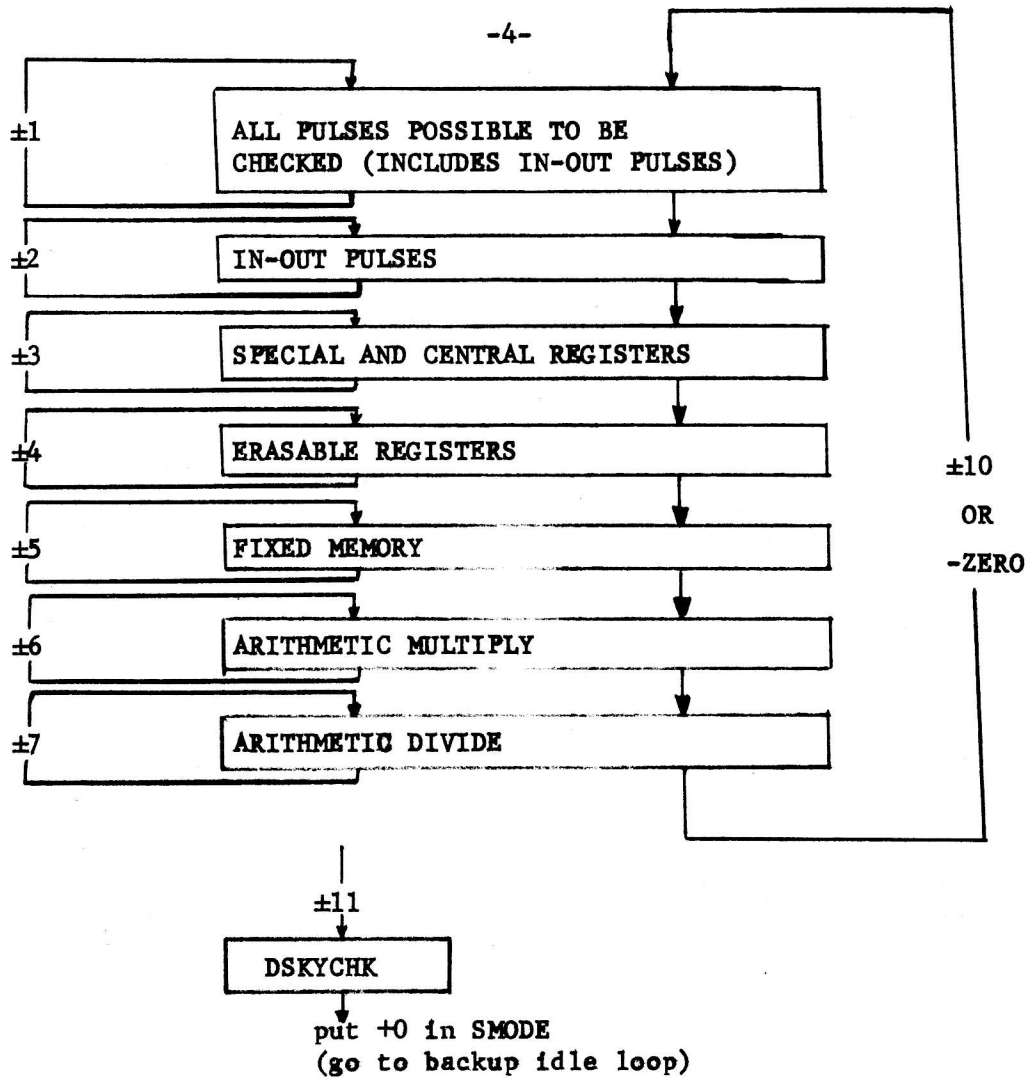 -4-
±1
ALL PULSES POSSIBLE TO BE
CHECKED (INCLUDES IN-OUT PULSES)
±2
IN-OUT PULSES
±3
SPECIAL AND CENTRAL REGISTERS
±4
ERASABLE REGISTERS
±10
OR
-ZERO
±5
FIXED MEMORY
±6
ARITHMETIC MULTIPLY
±7
ARITHMETIC DIVIDE
±11
DSKYCHK
put +0 in SMODE
(go to backup idle loop)